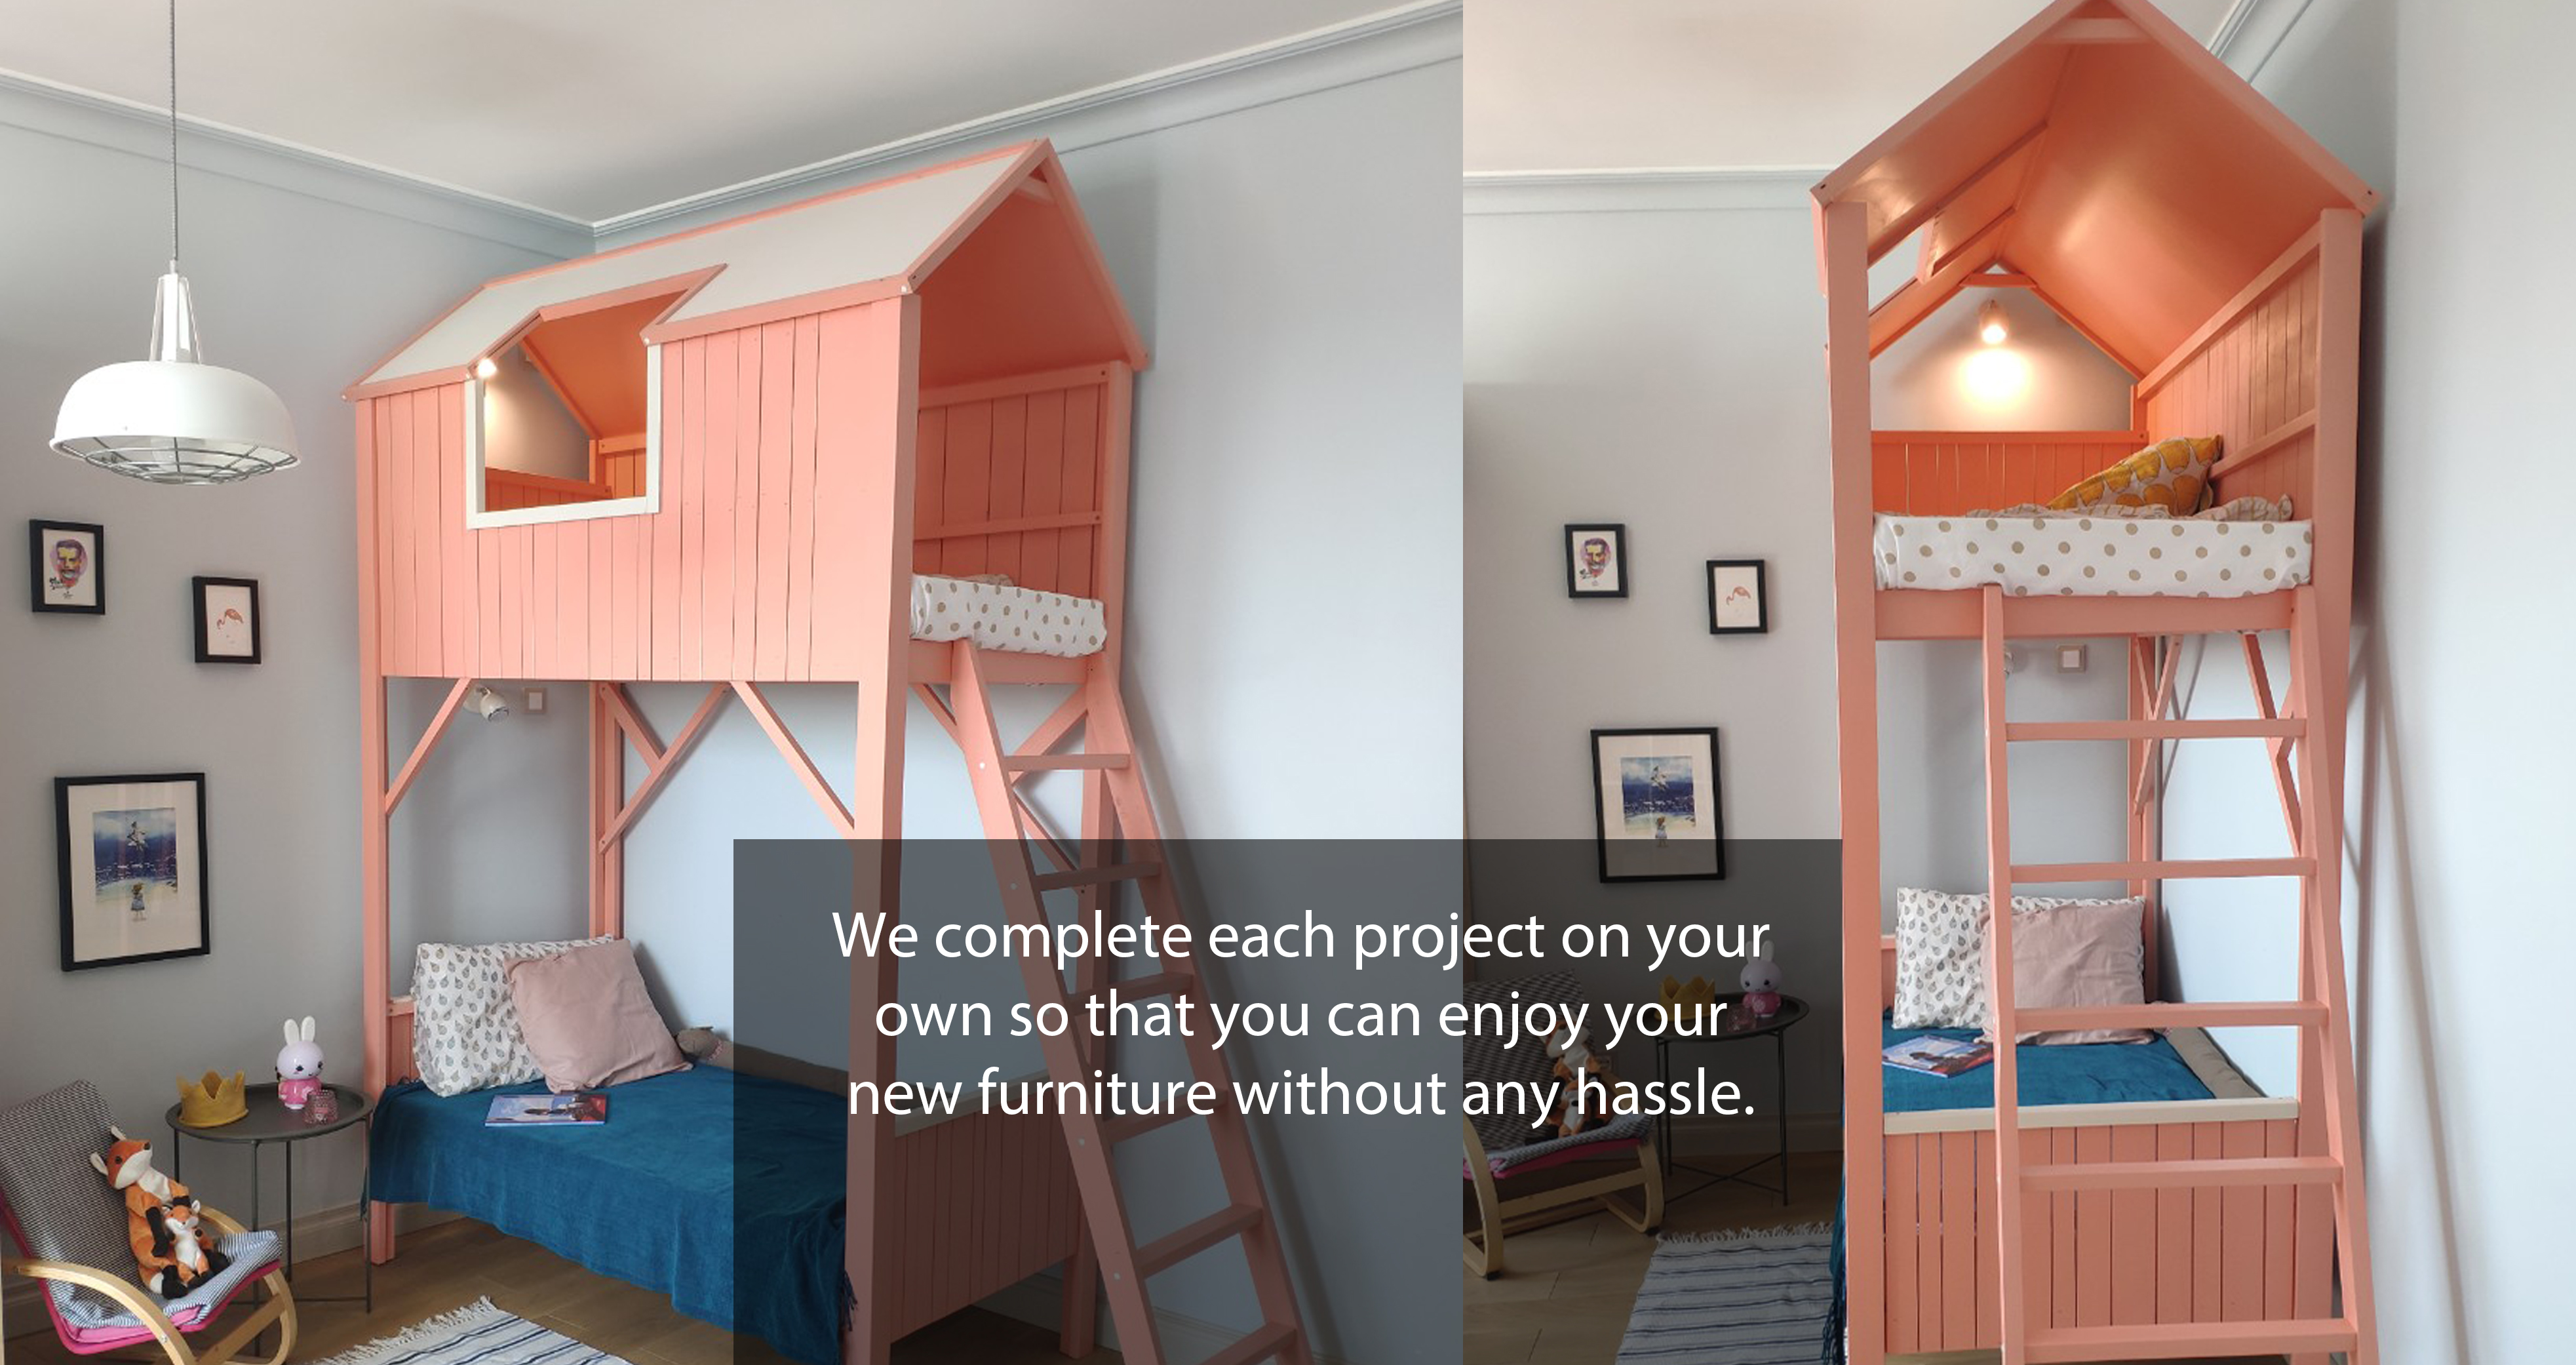 We complete each project on your
own so that you can enjoy your
new furniture without any hassle.